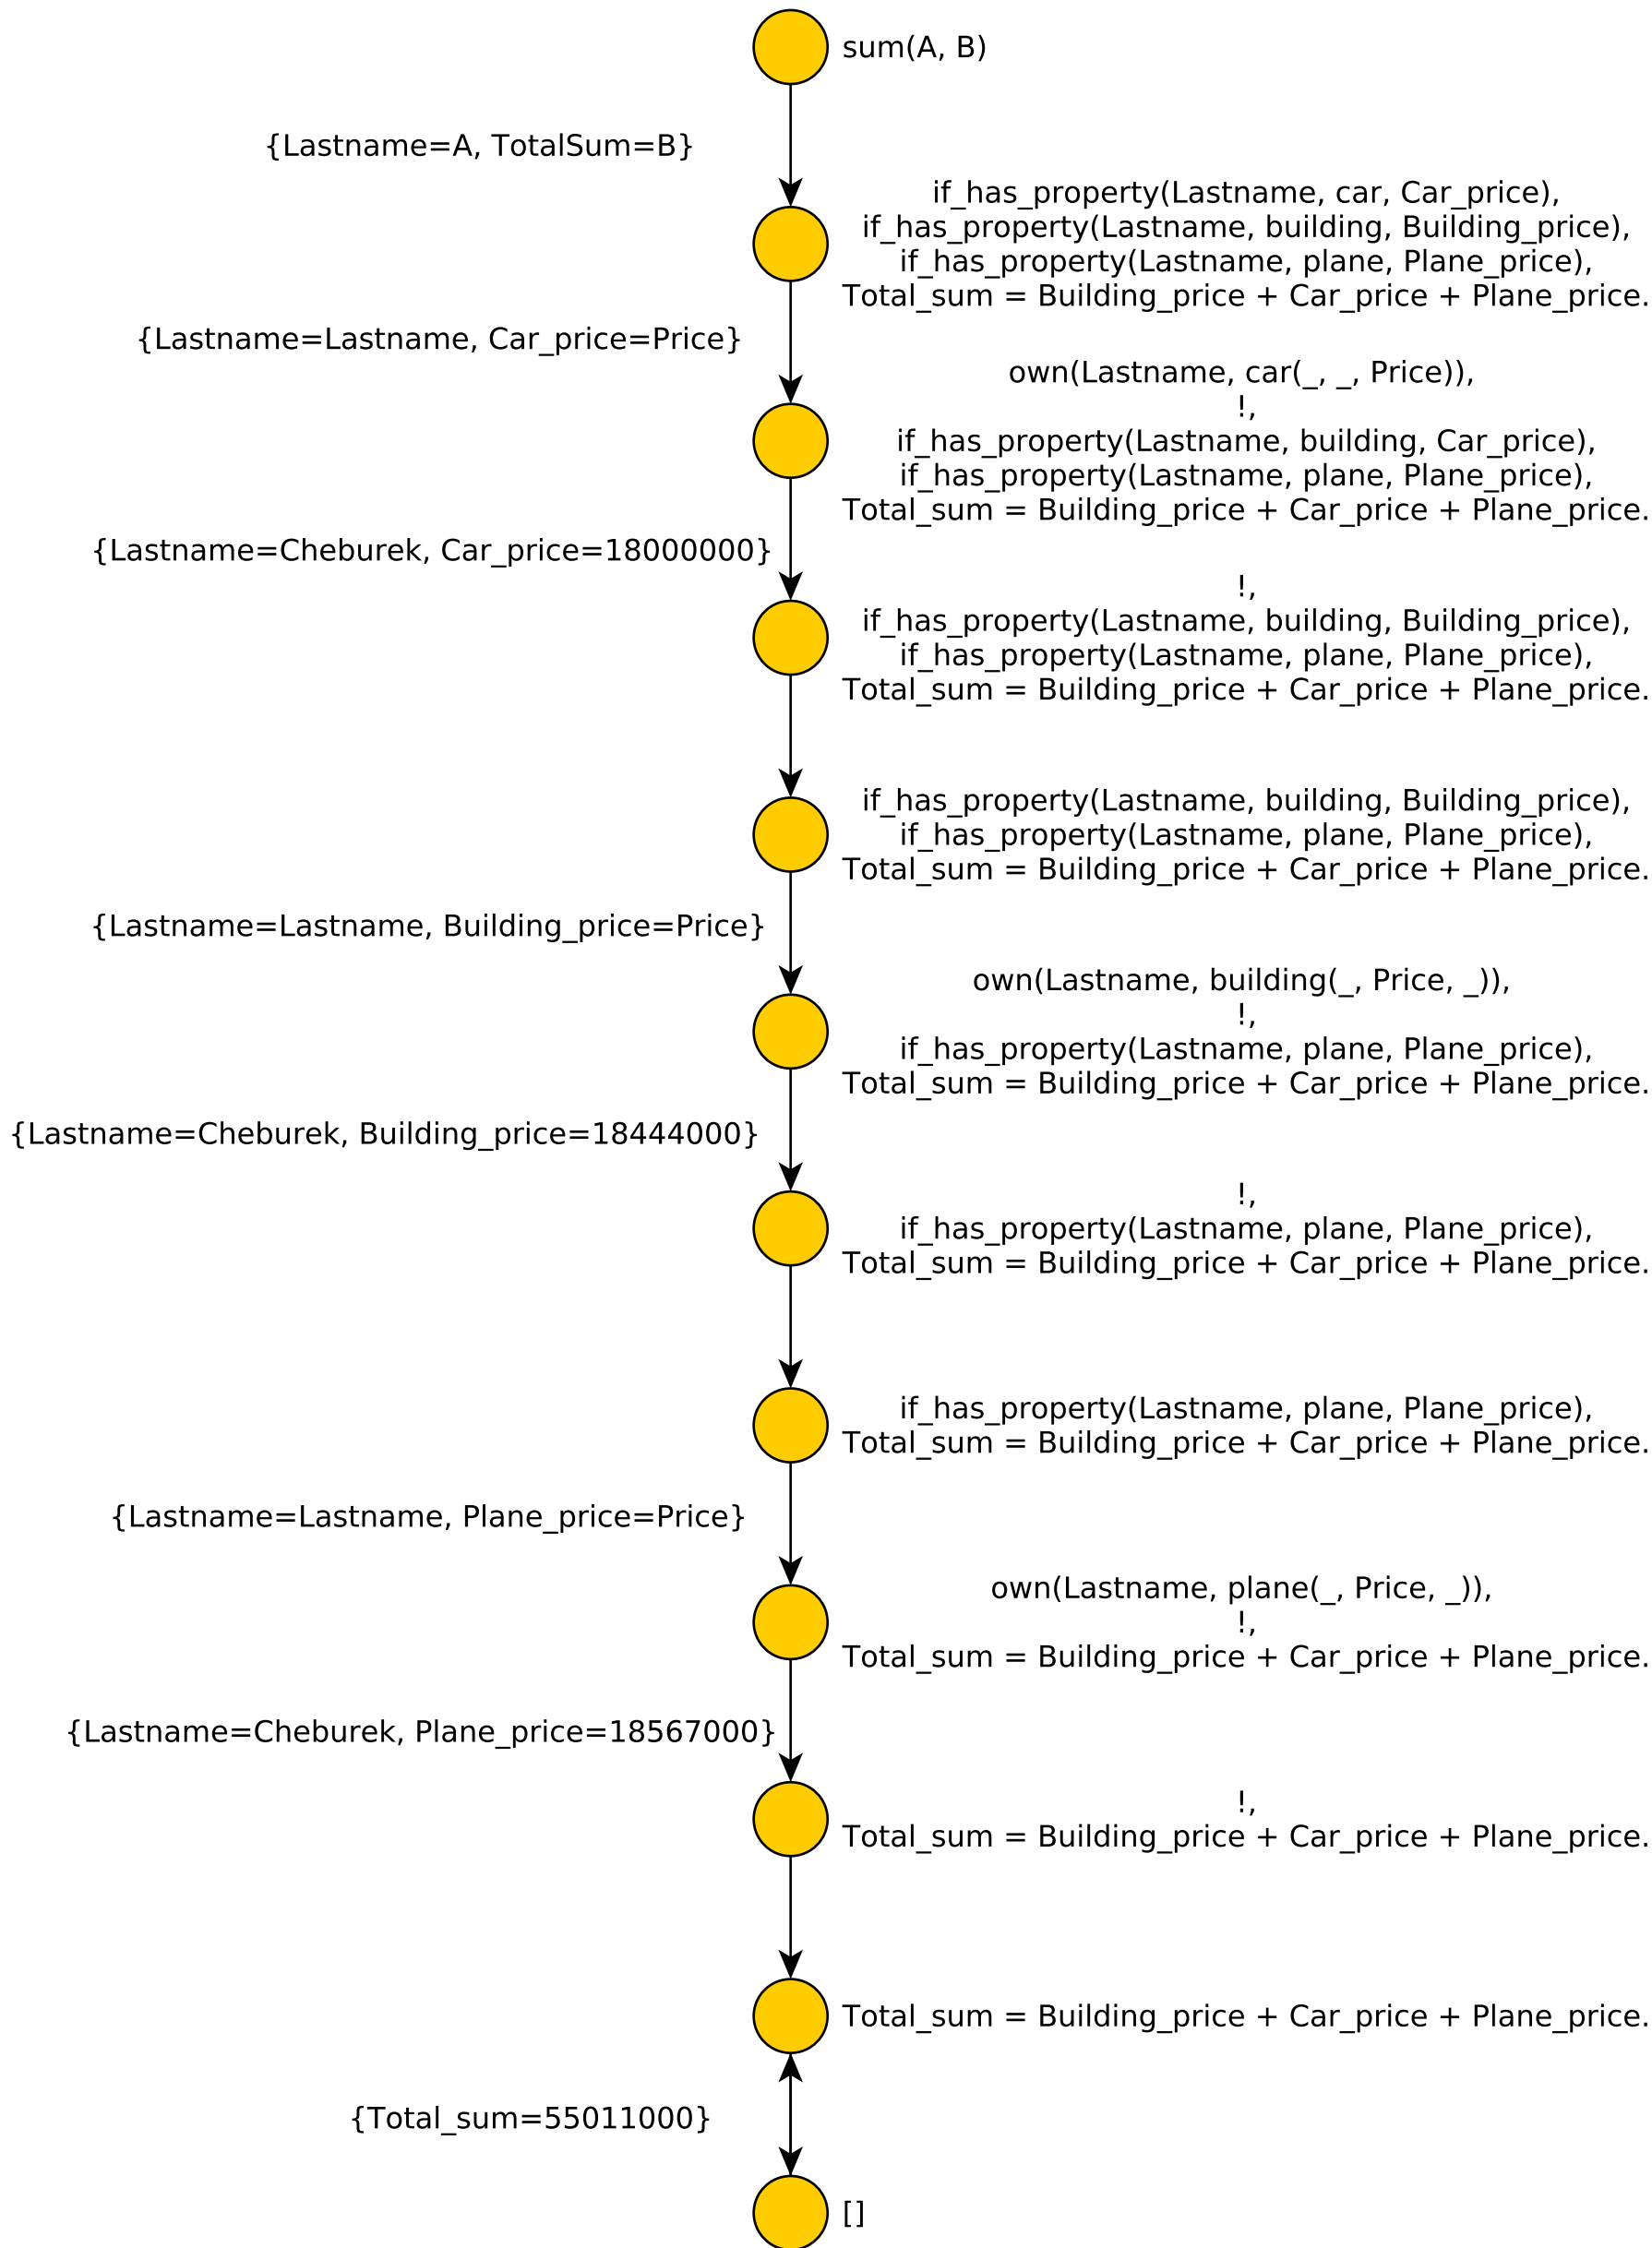 sum(A, B)
{Lastname=A, TotalSum=B}
if_has_property(Lastname, car, Car_price),
if_has_property(Lastname, building, Building_price),
if_has_property(Lastname, plane, Plane_price),
Total_sum = Building_price + Car_price + Plane_price.
{Lastname=Lastname, Car_price=Price}
own(Lastname, car(_, _, Price)),
!,
if_has_property(Lastname, building, Car_price),
if_has_property(Lastname, plane, Plane_price),
Total_sum = Building_price + Car_price + Plane_price.
{Lastname=Cheburek, Car_price=18000000}
!,
if_has_property(Lastname, building, Building_price),
if_has_property(Lastname, plane, Plane_price),
Total_sum = Building_price + Car_price + Plane_price.
if_has_property(Lastname, building, Building_price),
if_has_property(Lastname, plane, Plane_price),
Total_sum = Building_price + Car_price + Plane_price.
{Lastname=Lastname, Building_price=Price}
own(Lastname, building(_, Price, _)),
!,
if_has_property(Lastname, plane, Plane_price),
Total_sum = Building_price + Car_price + Plane_price.
{Lastname=Cheburek, Building_price=18444000}
!,
if_has_property(Lastname, plane, Plane_price),
Total_sum = Building_price + Car_price + Plane_price.
if_has_property(Lastname, plane, Plane_price),
Total_sum = Building_price + Car_price + Plane_price.
{Lastname=Lastname, Plane_price=Price}
own(Lastname, plane(_, Price, _)),
!,
Total_sum = Building_price + Car_price + Plane_price.
{Lastname=Cheburek, Plane_price=18567000}
!,
Total_sum = Building_price + Car_price + Plane_price.
Total_sum = Building_price + Car_price + Plane_price.
{Total_sum=55011000}
[]